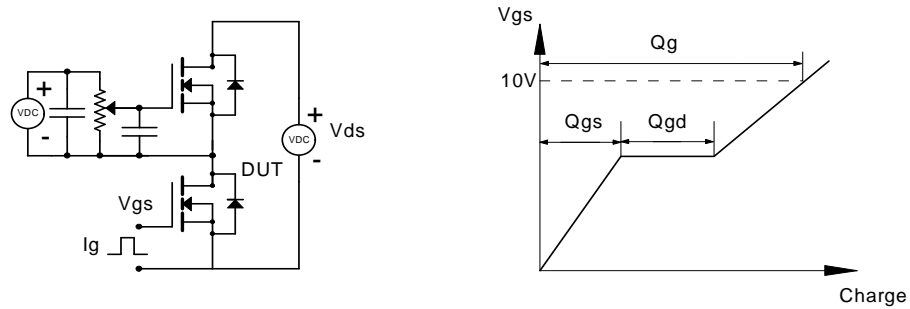 VDC
+
-
+
VDC
-
Vds
DUT
Vgs
Ig
Vgs
Qg
10V
Qgs
Qgd
Charge